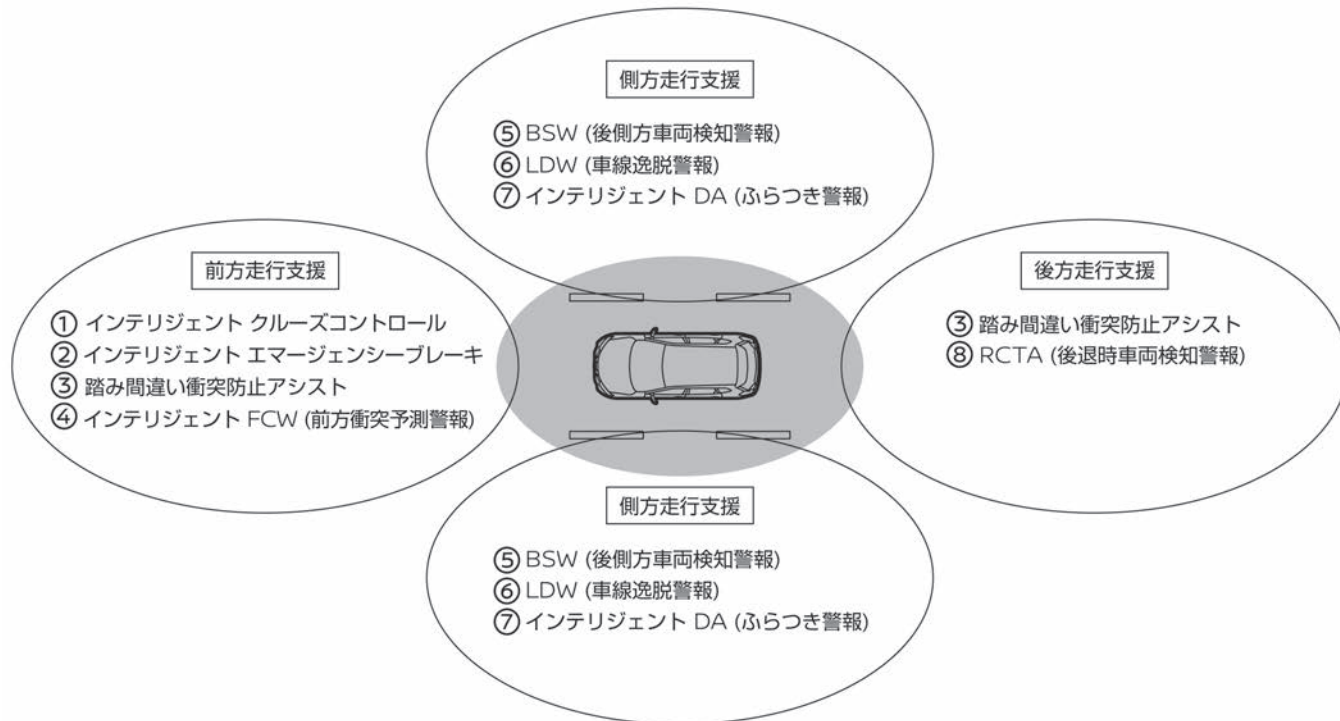 側方走行支援
⑤ BSW (後側方車両検知警報)
⑥ LDW (車線逸脱警報)
⑦ インテリジェント DA (ふらつき警報)
前方走行支援
① インテリジェント クルーズコントロール
② インテリジェント エマージェンシーブレーキ
③ 踏み間違い衝突防止アシスト
④ インテリジェント FCW (前方衝突予測警報)
後方走行支援
③ 踏み間違い衝突防止アシスト
⑧ RCTA (後退時車両検知警報)
側方走行支援
⑤ BSW (後側方車両検知警報)
⑥ LDW (車線逸脱警報)
⑦ インテリジェント DA (ふらつき警報)